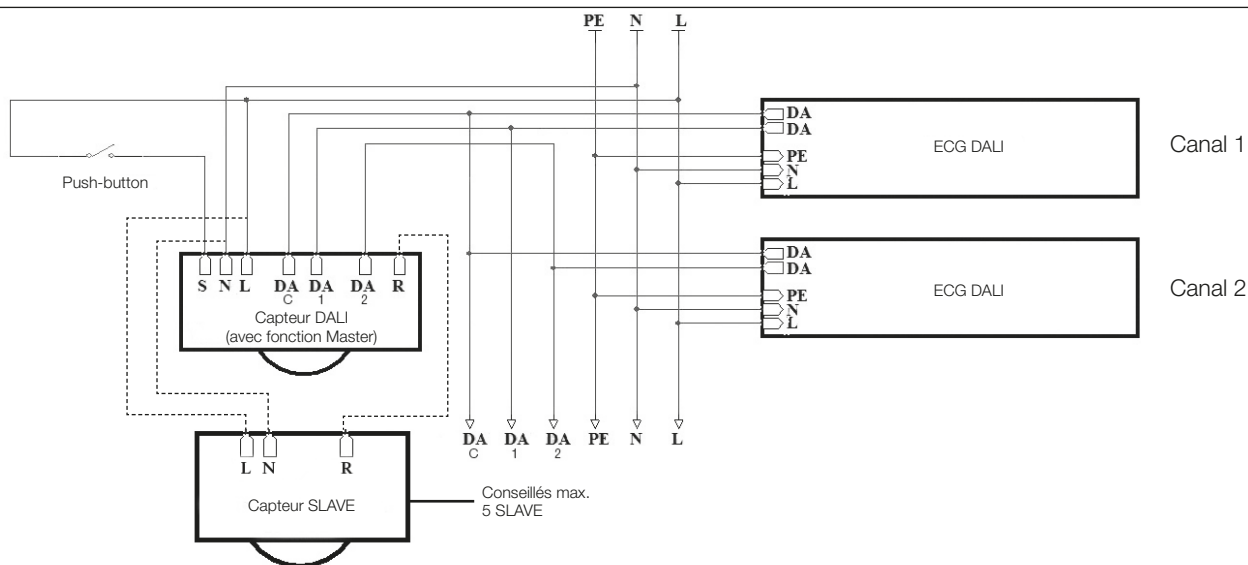 PE N L
DA
DA
PE
N
L
ECG DALI
Canal 1
Push-button
DA
DA
PE
N
L
ECG DALI
Canal 2
S N L DA DA DA R
C 1 2
Capteur DALI
(avec fonction Master)
DA DA DA PE N L
C 1 2
L N R
Capteur SLAVE
Conseillés max.
5 SLAVE